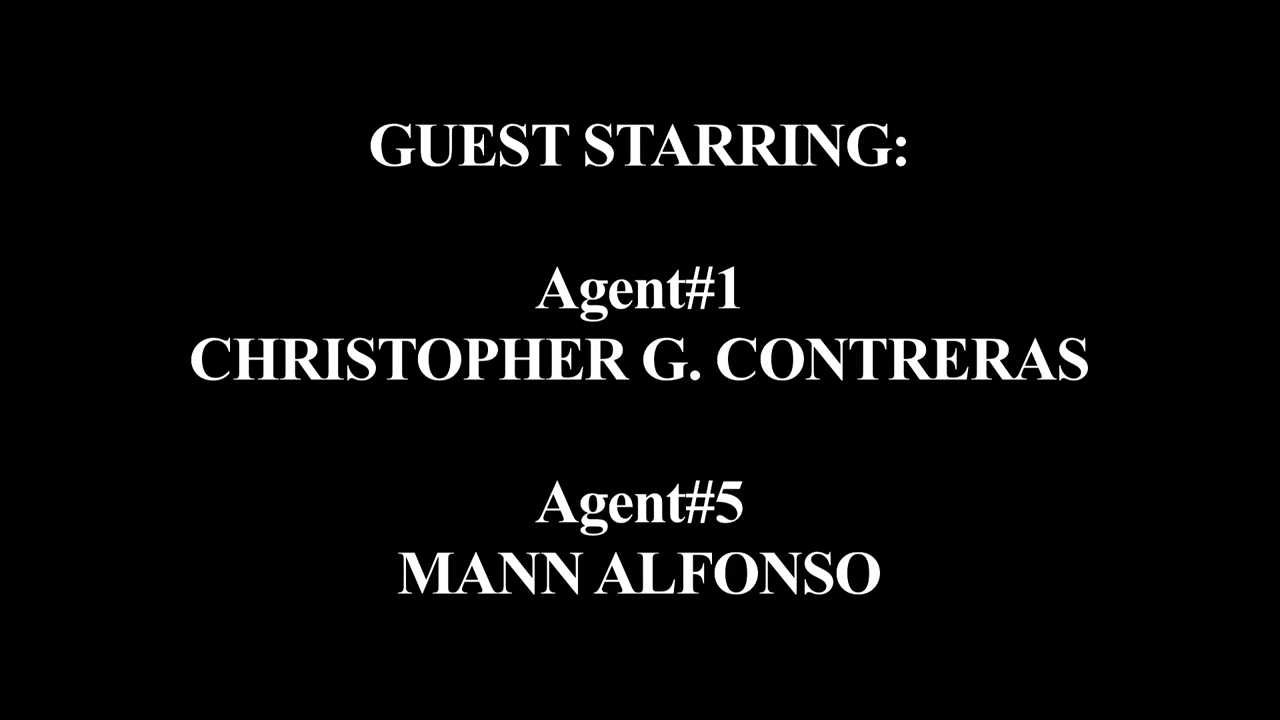 GUEST STARRING:
Agent#1
CHRISTOPHER G. CONTRERAS
Agent#5
MANN ALFONSO